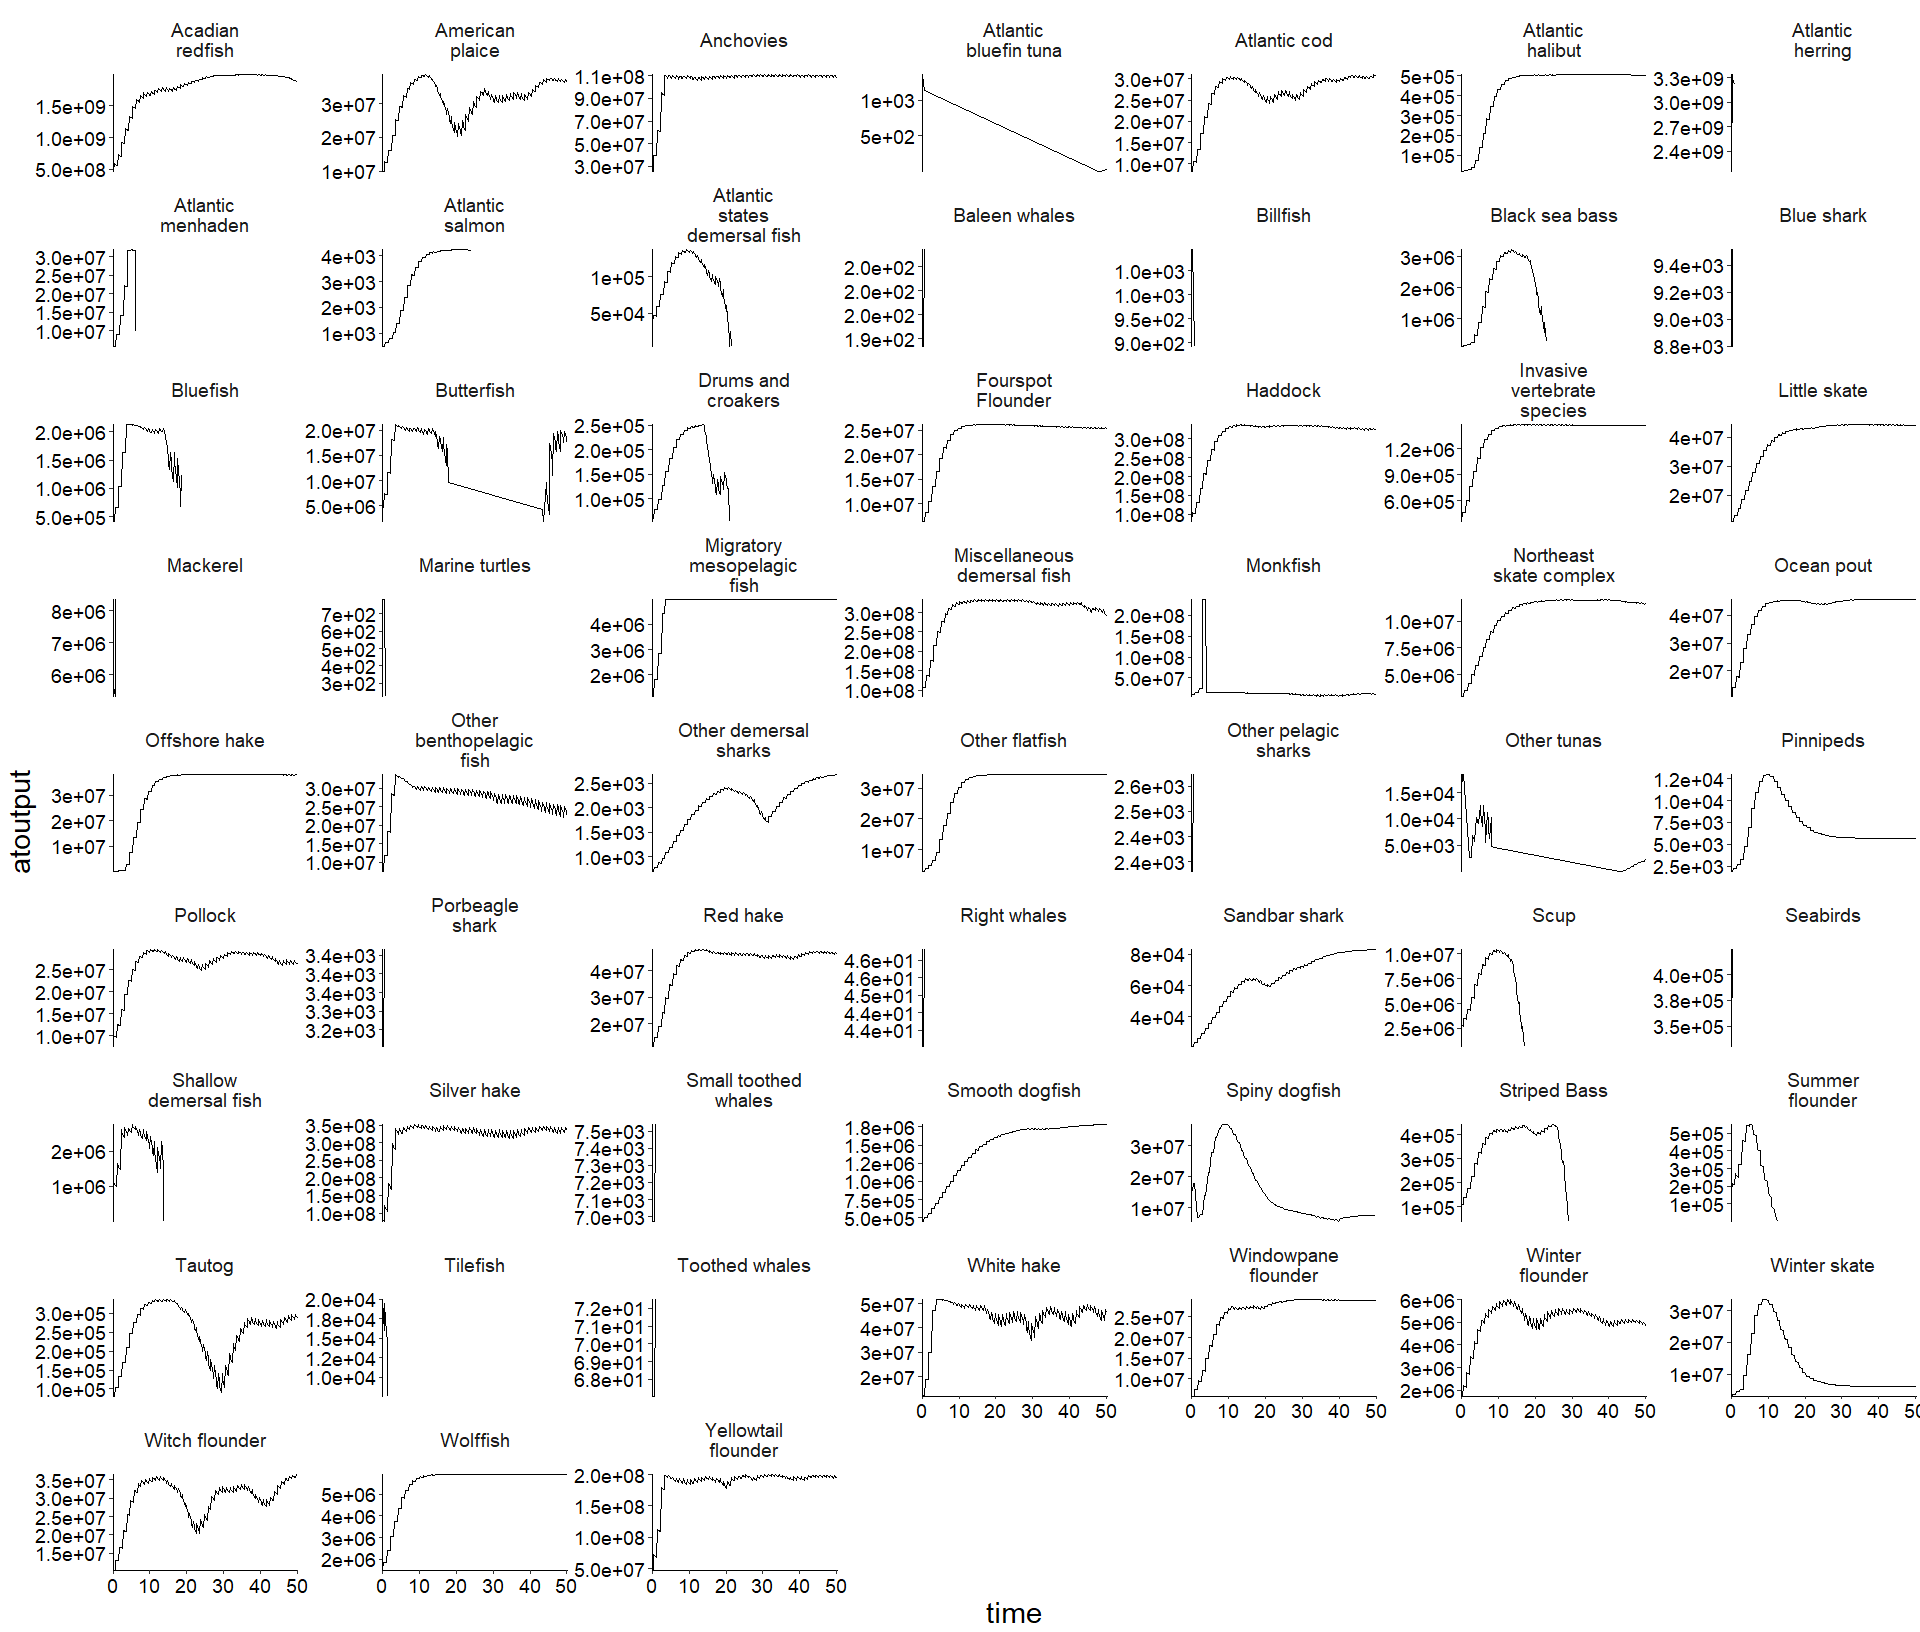 Acadian
redfish
American
plaice
Anchovies
Atlantic
bluefin tuna
Atlantic cod
Atlantic
halibut
Atlantic
herring
1.5e+09
1.0e+09
5.0e+08
3e+07
2e+07
1e+07
1.1e+08
9.0e+07
7.0e+07
5.0e+07
3.0e+07
1e+03
5e+02
3.0e+07
2.5e+07
2.0e+07
1.5e+07
1.0e+07
5e+05
4e+05
3e+05
2e+05
1e+05
3.3e+09
3.0e+09
2.7e+09
2.4e+09
Atlantic
menhaden
Atlantic
salmon
Atlantic
states
demersal fish
Baleen whales
Billfish
Black sea bass
Blue shark
3.0e+07
2.5e+07
2.0e+07
1.5e+07
1.0e+07
4e+03
3e+03
2e+03
1e+03
1e+05
5e+04
2.0e+02
2.0e+02
2.0e+02
1.9e+02
1.0e+03
1.0e+03
9.5e+02
9.0e+02
3e+06
2e+06
1e+06
9.4e+03
9.2e+03
9.0e+03
8.8e+03
Bluefish
Butterfish
Drums and
croakers
Fourspot
Flounder
Haddock
Invasive
vertebrate
species
Little skate
2.0e+06
1.5e+06
1.0e+06
5.0e+05
2.0e+07
1.5e+07
1.0e+07
5.0e+06
2.5e+05
2.0e+05
1.5e+05
1.0e+05
2.5e+07
2.0e+07
1.5e+07
1.0e+07
3.0e+08
2.5e+08
2.0e+08
1.5e+08
1.0e+08
1.2e+06
9.0e+05
6.0e+05
4e+07
3e+07
2e+07
Mackerel
Marine turtles
Migratory
mesopelagic
fish
Miscellaneous
demersal fish
Monkfish
Northeast
skate complex
Ocean pout
8e+06
7e+06
6e+06
7e+02
6e+02
5e+02
4e+02
3e+02
4e+06
3e+06
2e+06
3.0e+08
2.5e+08
2.0e+08
1.5e+08
1.0e+08
2.0e+08
1.5e+08
1.0e+08
5.0e+07
1.0e+07
7.5e+06
5.0e+06
4e+07
3e+07
2e+07
Offshore hake
Other
benthopelagic
fish
Other demersal
sharks
Other flatfish
Other pelagic
sharks
Other tunas
Pinnipeds
3e+07
2e+07
1e+07
3.0e+07
2.5e+07
2.0e+07
1.5e+07
1.0e+07
2.5e+03
2.0e+03
1.5e+03
1.0e+03
3e+07
2e+07
1e+07
2.6e+03
2.5e+03
2.4e+03
2.4e+03
1.5e+04
1.0e+04
5.0e+03
1.2e+04
1.0e+04
7.5e+03
5.0e+03
2.5e+03
Pollock
Porbeagle
shark
Red hake
Right whales
Sandbar shark
Scup
Seabirds
2.5e+07
2.0e+07
1.5e+07
1.0e+07
3.4e+03
3.4e+03
3.4e+03
3.3e+03
3.2e+03
4e+07
3e+07
2e+07
4.6e+01
4.5e+01
4.5e+01
4.4e+01
4.4e+01
8e+04
6e+04
4e+04
1.0e+07
7.5e+06
5.0e+06
2.5e+06
4.0e+05
3.8e+05
3.5e+05
Shallow
demersal fish
Silver hake
Small toothed
whales
Smooth dogfish
Spiny dogfish
Striped Bass
Summer
flounder
2e+06
1e+06
3.5e+08
3.0e+08
2.5e+08
2.0e+08
1.5e+08
1.0e+08
7.5e+03
7.4e+03
7.3e+03
7.2e+03
7.1e+03
7.0e+03
1.8e+06
1.5e+06
1.2e+06
1.0e+06
7.5e+05
5.0e+05
3e+07
2e+07
1e+07
4e+05
3e+05
2e+05
1e+05
5e+05
4e+05
3e+05
2e+05
1e+05
Tautog
Tilefish
Toothed whales
White hake
Windowpane
flounder
Winter
flounder
Winter skate
3.0e+05
2.5e+05
2.0e+05
1.5e+05
1.0e+05
2.0e+04
1.8e+04
1.5e+04
1.2e+04
1.0e+04
7.2e+01
7.1e+01
7.0e+01
6.9e+01
6.8e+01
5e+07
4e+07
3e+07
2e+07
2.5e+07
2.0e+07
1.5e+07
1.0e+07
6e+06
5e+06
4e+06
3e+06
2e+06
3e+07
2e+07
1e+07
0 10 20 30 40 50
0 10 20 30 40 50
0 10 20 30 40 50
0 10 20 30 40 50
Witch flounder
Wolffish
Yellowtail
flounder
3.5e+07
3.0e+07
2.5e+07
2.0e+07
1.5e+07
5e+06
4e+06
3e+06
2e+06
2.0e+08
1.5e+08
1.0e+08
5.0e+07
0 10 20 30 40 50
0 10 20 30 40 50
0 10 20 30 40 50
atoutput
time